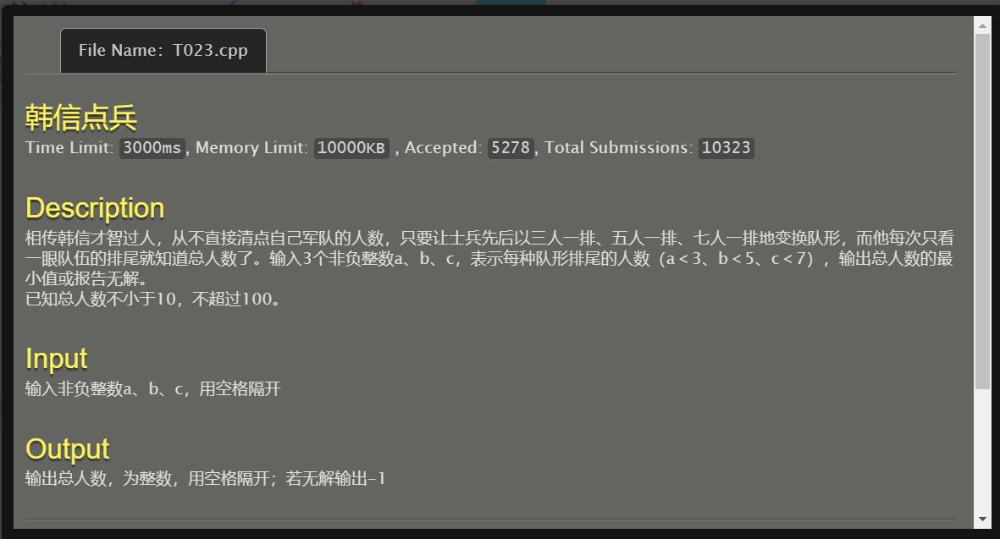 File Name：T023.cpp
韩信点兵
Time Limit: 3000ms, Memory Limit: 10000KB , Accepted: 5278, Total Submissions: 10323
Description
相传韩信才智过人，从不直接清点自己军队的人数，只要让士兵先后以三人一排、五人一排、七人一排地变换队形，而他每次只看
一眼队伍的排尾就知道总人数了。输入3个非负整数a、b、c，表示每种队形排尾的人数（a＜3、b＜5、c＜7），输出总人数的最
小值或报告无解。
已知总人数不小于10，不超过100。
Input
输入非负整数a、b、c，用空格隔开
Output
输出总人数，为整数，用空格隔开；若无解输出-1